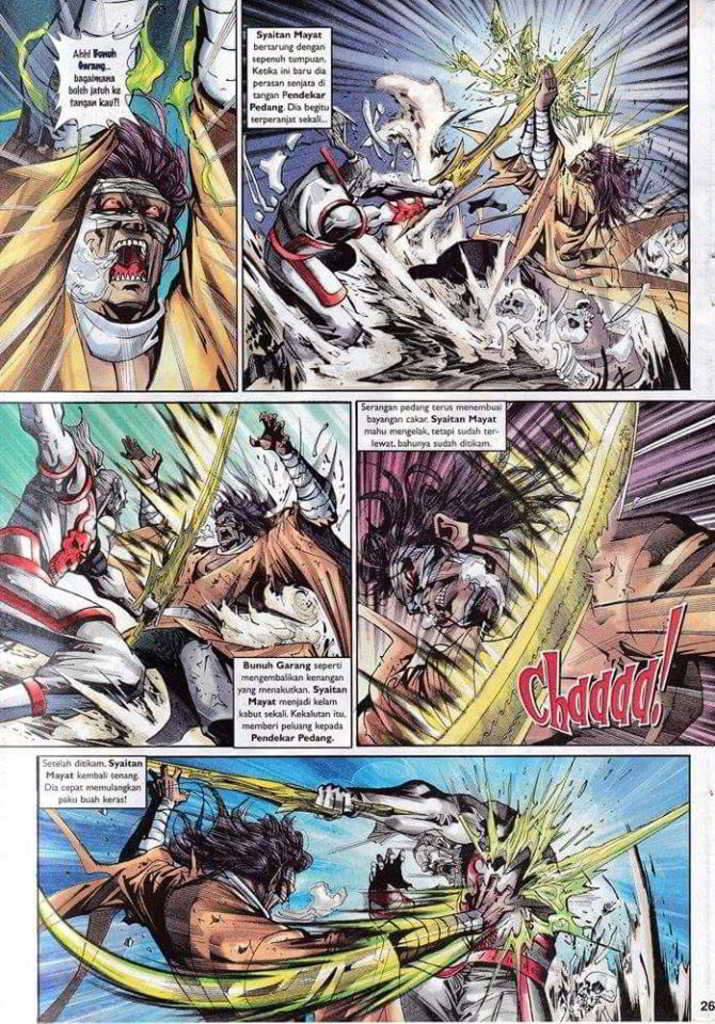 Ahh! Bunuh
Garang...
bagaimana
boleh jatuh ke
tangan kau?!
Syaitan Mayat
bertarung dengan
sepenuh tumpuan.
Ketika ini baru dia
perasan senjata di
tangan Pendekar
Pedang. Dia begitu
terperanjat sekali...
Bunuh Garang seperti
mengembalikan kenangan
yang menakutkan. Syaitan
Mayat menjadi kelam
kabut sekali. Kekalutan itu,
memberi peluang kepada
Pendekar Pedang.
Serangan pedang terus menembusi
bayangan cakar. Syaitan Mayat
mahu mengelak, tetapi sudah ter-
lewat, bahunya sudah ditikam.
Chaaaa!
Setelah ditikam, Syaitan
Mayat kembali tenang.
Dia cepat memulangkan
paku buah keras!
26